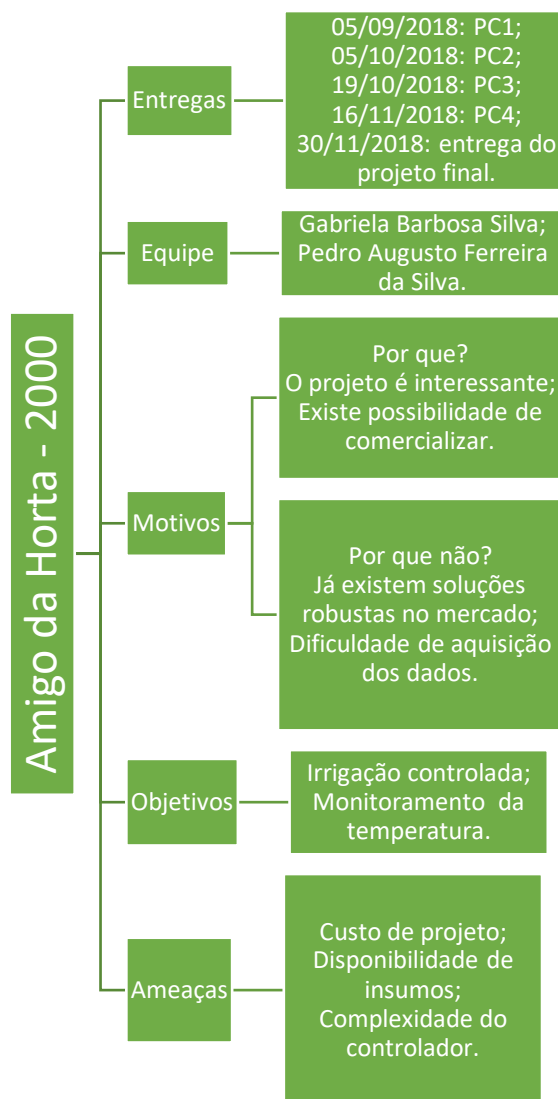 Amigo da Horta - 2000
Entregas
05/09/2018: PC1;
05/10/2018: PC2;
19/10/2018: PC3;
16/11/2018: PC4;
30/11/2018: entrega do
projeto final.
Equipe
Gabriela Barbosa Silva;
Pedro Augusto Ferreira
da Silva.
Motivos
Por que?
O projeto é interessante;
Existe possibilidade de
comercializar.
Por que não?
Já existem soluções
robustas no mercado;
Dificuldade de aquisição
dos dados.
Objetivos
Irrigação controlada;
Monitoramento da
temperatura.
Ameaças
Custo de projeto;
Disponibilidade de
insumos;
Complexidade do
controlador.